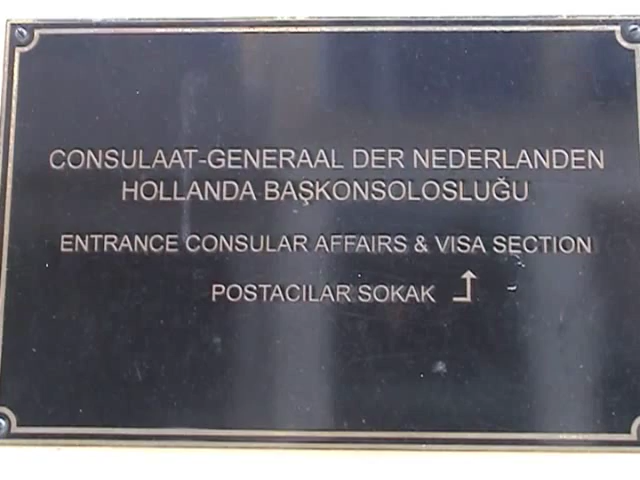 CONSULAAT-GENERAAL DER NEDERLANDEN
HOLLANDA BAŞKONSOLOSLUĞU
ENTRANCE CONSULAR AFFAIRS & VISA SECTION
POSTACILAR SOKAK